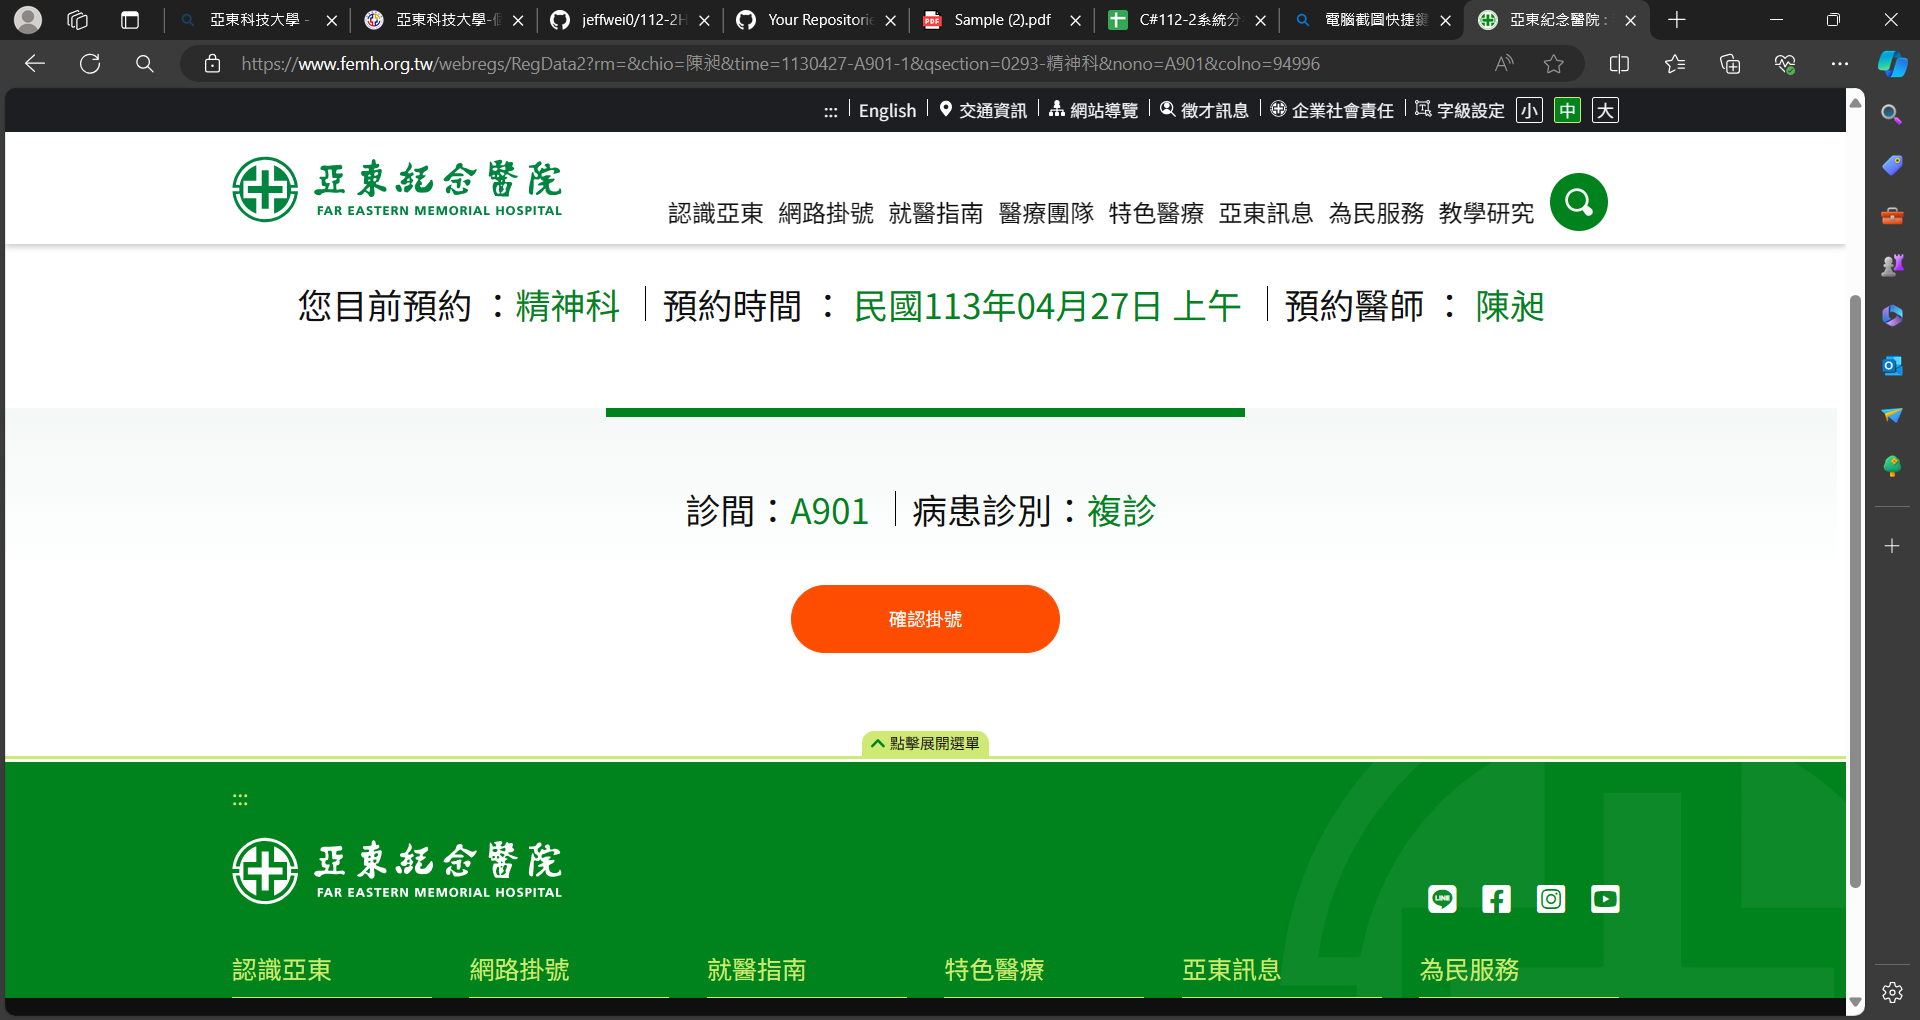 亞東科技大學 -
亞東科技大學-個
jeffwei0/112-2H
Your Repositorie
Sample (2).pdf
C#112-2系統分
電腦截圖快捷鍵
亞東紀念醫院 :
https://www.femh.org.tw/webregs/RegData2?rm=&chio=陳昶&time=1130427-A901-1&qsection=0293-精神科&nono=A901&colno=94996
::: English 交通資訊 網站導覽 徵才訊息 企業社會責任 字級設定 小 中 大
亞東紀念醫院
FAR EASTERN MEMORIAL HOSPITAL
認識亞東 網路掛號 就醫指南 醫療團隊 特色醫療 亞東訊息 為民服務 教學研究
您目前預約 ：精神科 預約時間 ： 民國113年04月27日 上午 預約醫師 ： 陳昶
診間：A901 病患診別：複診
確認掛號
點擊展開選單
:::
亞東紀念醫院
FAR EASTERN MEMORIAL HOSPITAL
LINE
認識亞東 網路掛號 就醫指南 特色醫療 亞東訊息 為民服務